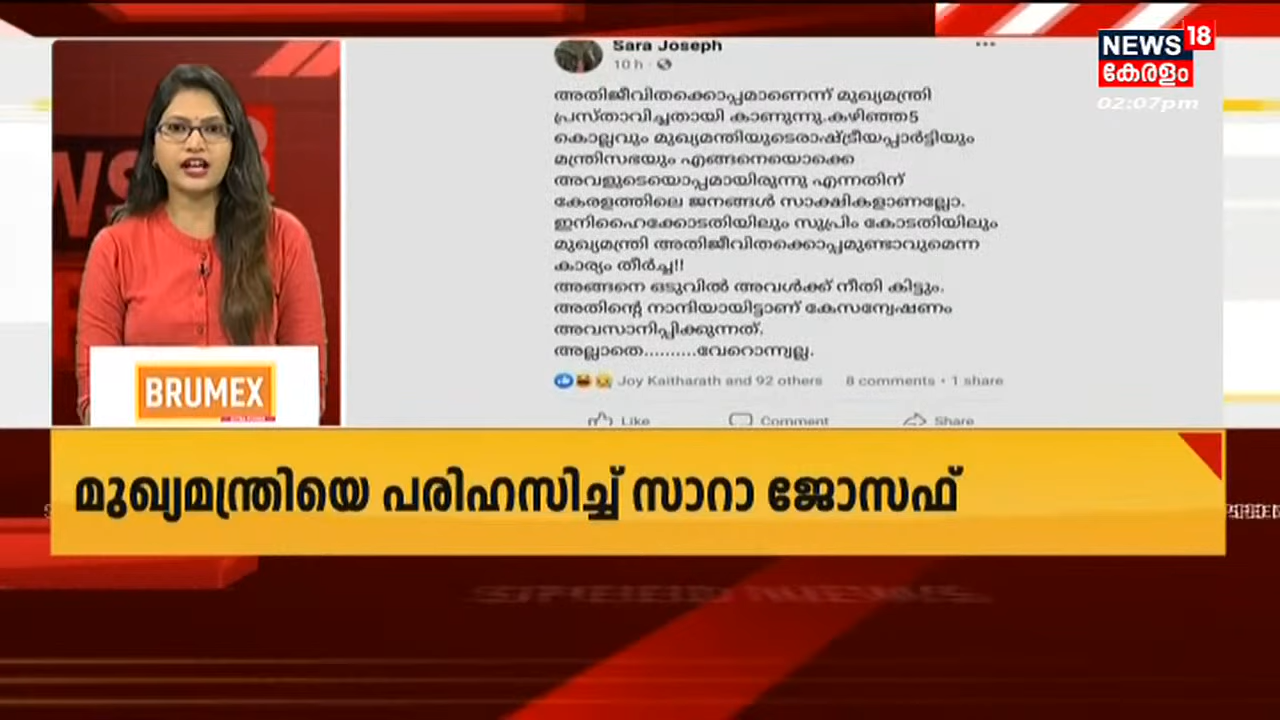 NEWS 18
കേരളം
02:07pm
Sara Joseph
10 h
അതിജീവിതക്കൊപ്പമാണെന്ന് മുഖ്യമന്ത്രി
പ്രസ്താവിച്ചതായി കാണുന്നു.കഴിഞ്ഞ5
കൊല്ലവും മുഖ്യമന്തിയുടെരാഷ്ട്രീയപ്പാർട്ടിയും
മന്ത്രിസഭയും എങ്ങനെയൊക്കെ
അവളുടെയൊപ്പമായിരുന്നു എന്നതിന്
കേരളത്തിലെ ജനങ്ങൾ സാക്ഷികളാണല്ലോ.
ഇനിഹൈക്കോടതിയിലും സുപ്രിം കോടതിയിലും
മുഖ്യമന്ത്രി അതിജീവിതക്കൊപ്പമുണ്ടാവുമെന്ന
കാര്യം തീർച്ച!!
അങ്ങനെ ഒടുവിൽ അവൾക്ക് നീതി കിട്ടും.
അതിന്റെ നാന്ദിയായിട്ടാണ് കേസന്വേഷണം
അവസാനിപ്പിക്കുന്നത്.
അല്ലാതെ..........വേറൊന്ന്വല്ല.
Joy Kaitharath and 92 others 8 comments • 1 share
Like Comment Share
BRUMEX
മുഖ്യമന്ത്രിയെ പരിഹസിച്ച് സാറാ ജോസഫ്
SPEED NEWS